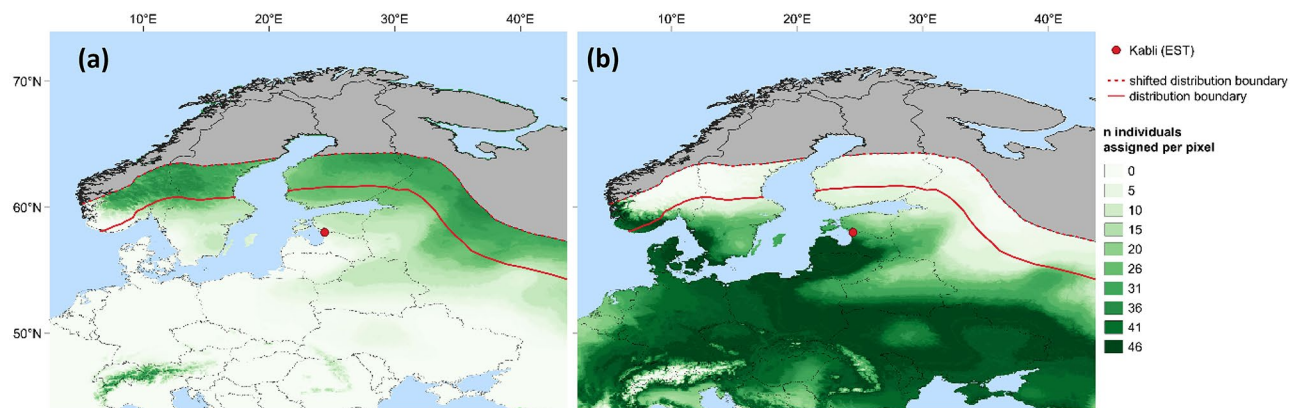 10°E 20°E 30°E 40°E 10°E 20°E 30°E 40°E
(a) (b)
Kabli (EST)
70°N
shifted distribution boundary
distribution boundary
n individuals
assigned per pixel
0
5
60°N
10
15
20
26
31
50°N
36
41
46